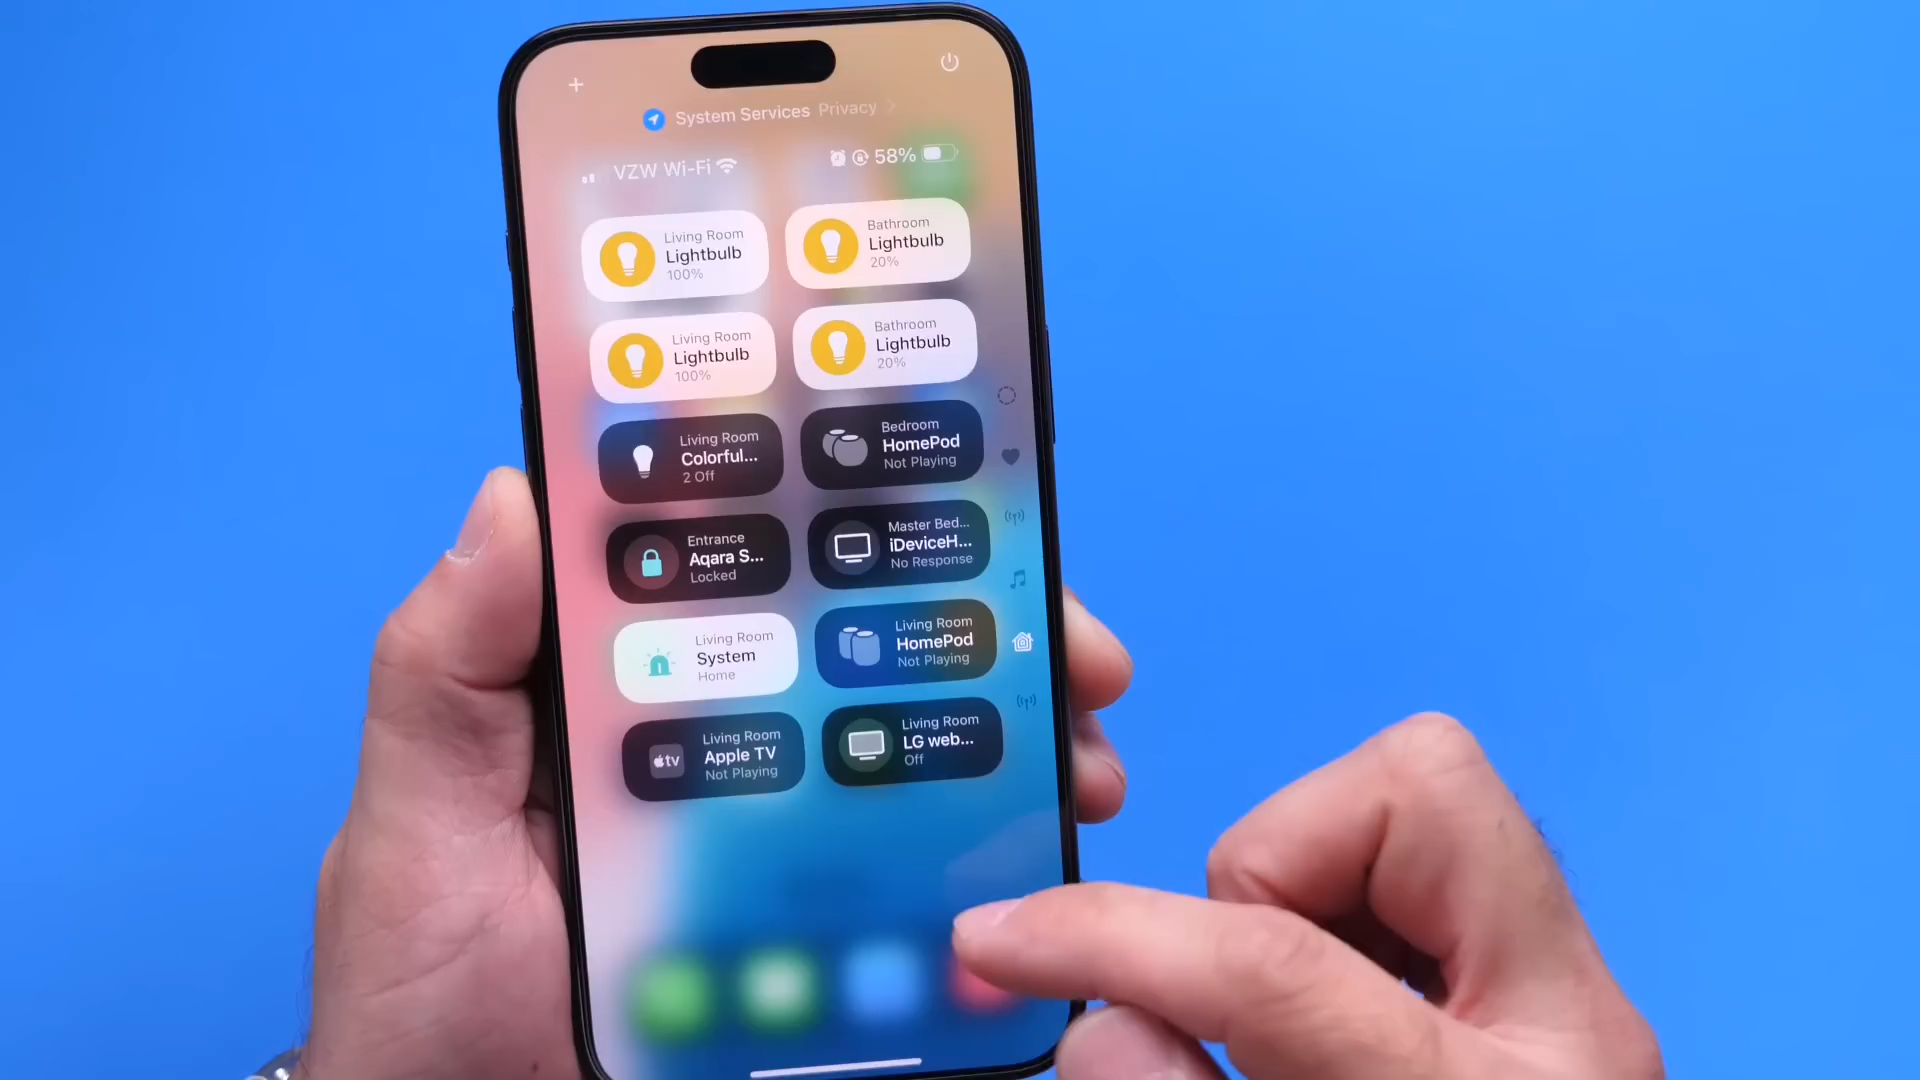 System Services Privacy
VZW Wi-Fi
58%
Living Room
Lightbulb
100%
Bathroom
Lightbulb
20%
Living Room
Lightbulb
100%
Bathroom
Lightbulb
20%
Living Room
Colorful...
2 Off
Bedroom
HomePod
Not Playing
Entrance
Aqara S...
Locked
Master Bed...
iDeviceH...
No Response
Living Room
System
Home
Living Room
HomePod
Not Playing
tv
Living Room
Apple TV
Not Playing
Living Room
LG web...
Off